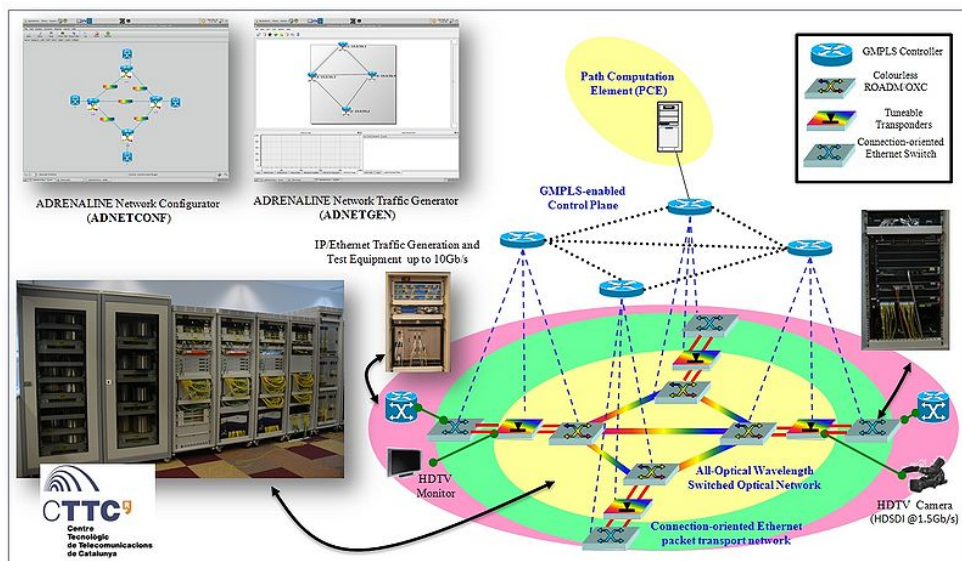 ADRENALINE Network Configurator
(ADNETCONF)
ADRENALINE Network Traffic Generator
(ADNETGEN)
Path Computation
Element (PCE)
GMPLS Controller
Colourless
ROADM/OXC
Tuneable
Transponders
Connection-oriented
Ethernet Swiitch
GMPLS-enabled
Control Plane
IP/Ethernet Traffic Generation and
Test Equipment up to 10Gb/s
HDTV
Monitor
All-Optical Wavelength
Switched Optical Network
Connection-oriented Ethernet
packet transport network
HDTV Camera
(HDSDI @1.5Gb/s)
CTTC
Centre
Tecnològic
de Telecomunicacions
de Catalunya